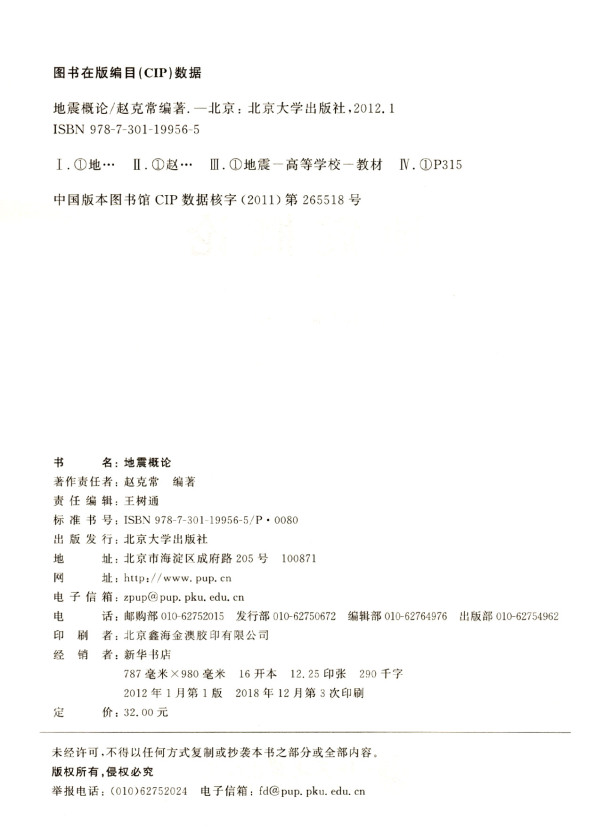 图书在版编目(CIP)数据
地震概论/赵克常编著.—北京：北京大学出版社,2012.1
ISBN 978-7-301-19956-5
Ⅰ.①地… Ⅱ.①赵… Ⅲ.①地震－高等学校－教材 Ⅳ.①P315
中国版本图书馆 CIP 数据核字(2011)第 265518 号
书名：地震概论
著作责任者：赵克常 编著
责任编辑：王树通
标准书号：ISBN 978-7-301-19956-5/P·0080
出版发行：北京大学出版社
地址：北京市海淀区成府路 205 号 100871
网址：http://www.pup.cn
电子信箱：zpup@pup.pku.edu.cn
电话：邮购部 010-62752015 发行部 010-62750672 编辑部 010-62764976 出版部 010-62754962
印刷者：北京鑫海金澳胶印有限公司
经销者：新华书店
787 毫米×980 毫米 16 开本 12.25 印张 290 千字
2012 年 1 月第 1 版 2018 年 12 月第 3 次印刷
定价：32.00 元
未经许可,不得以任何方式复制或抄袭本书之部分或全部内容。
版权所有,侵权必究
举报电话：(010)62752024 电子信箱：fd@pup.pku.edu.cn